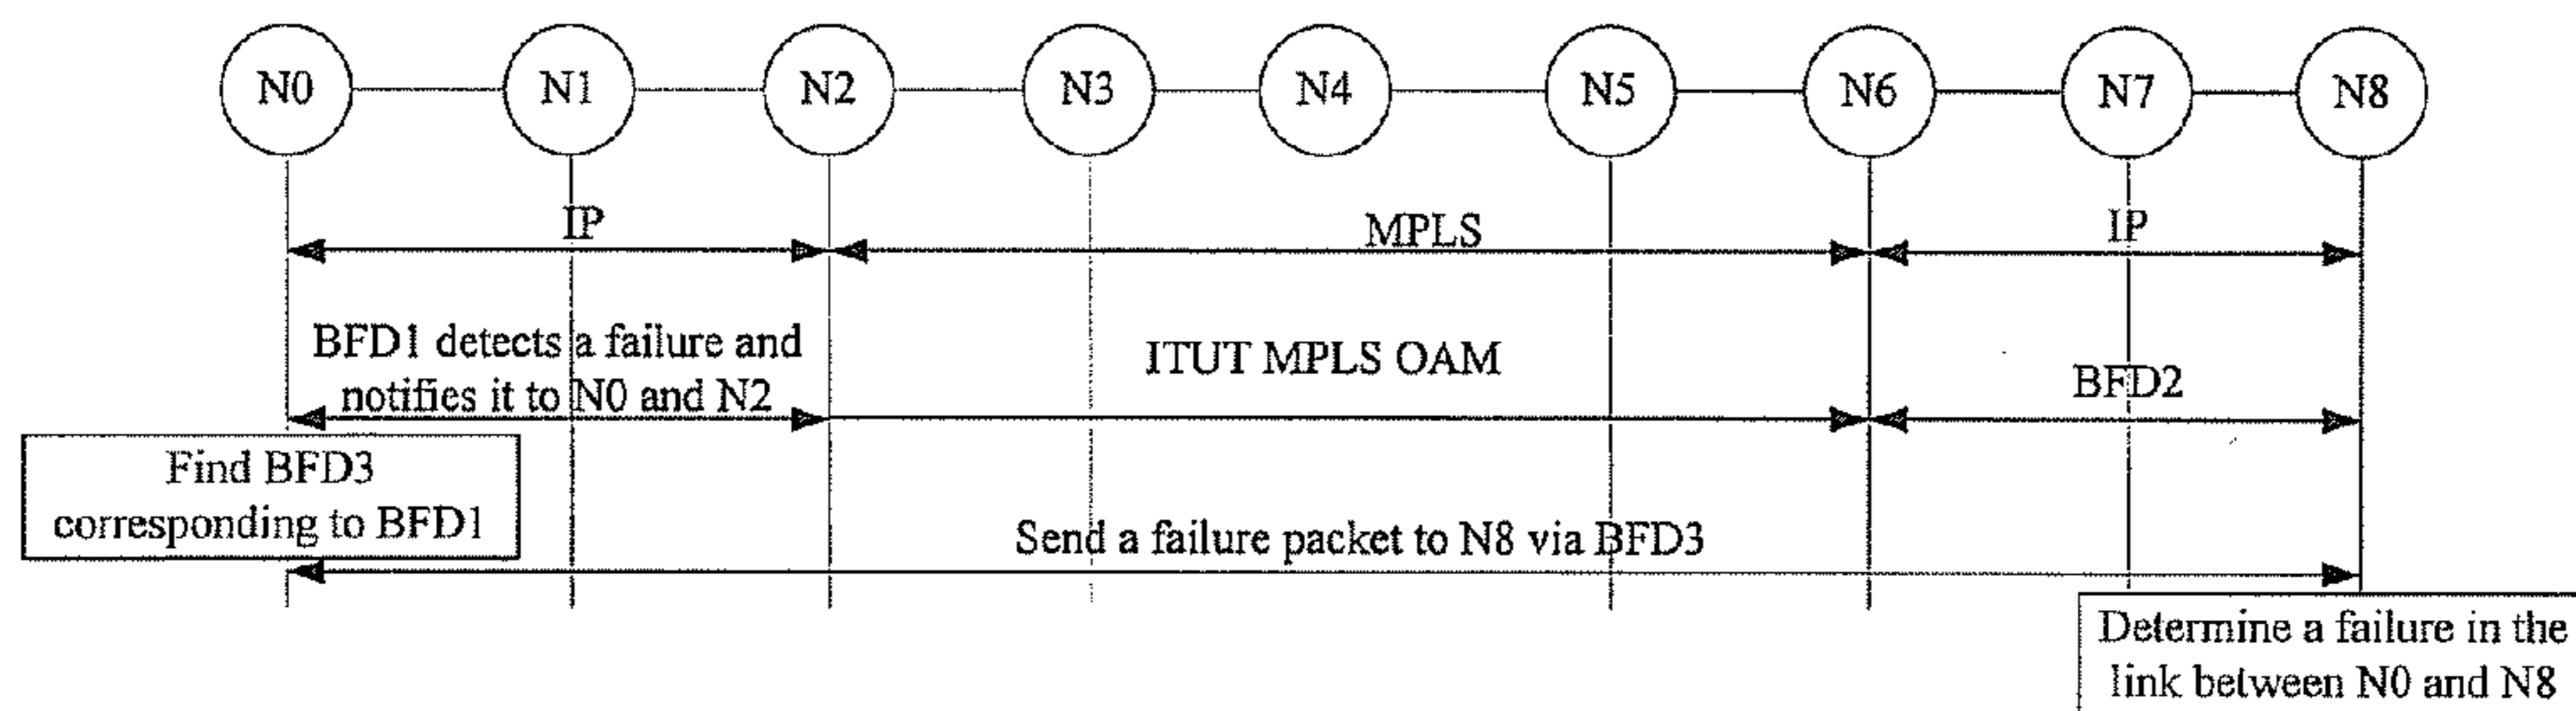 N0 N1 N2 N3 N4 N5 N6 N7 N8
IP MPLS IP
BFD1 detects a failure and
notifies it to N0 and N2
ITUT MPLS OAM
BFD2
Find BFD3
corresponding to BFD1
Send a failure packet to N8 via BFD3
Determine a failure in the
link between N0 and N8